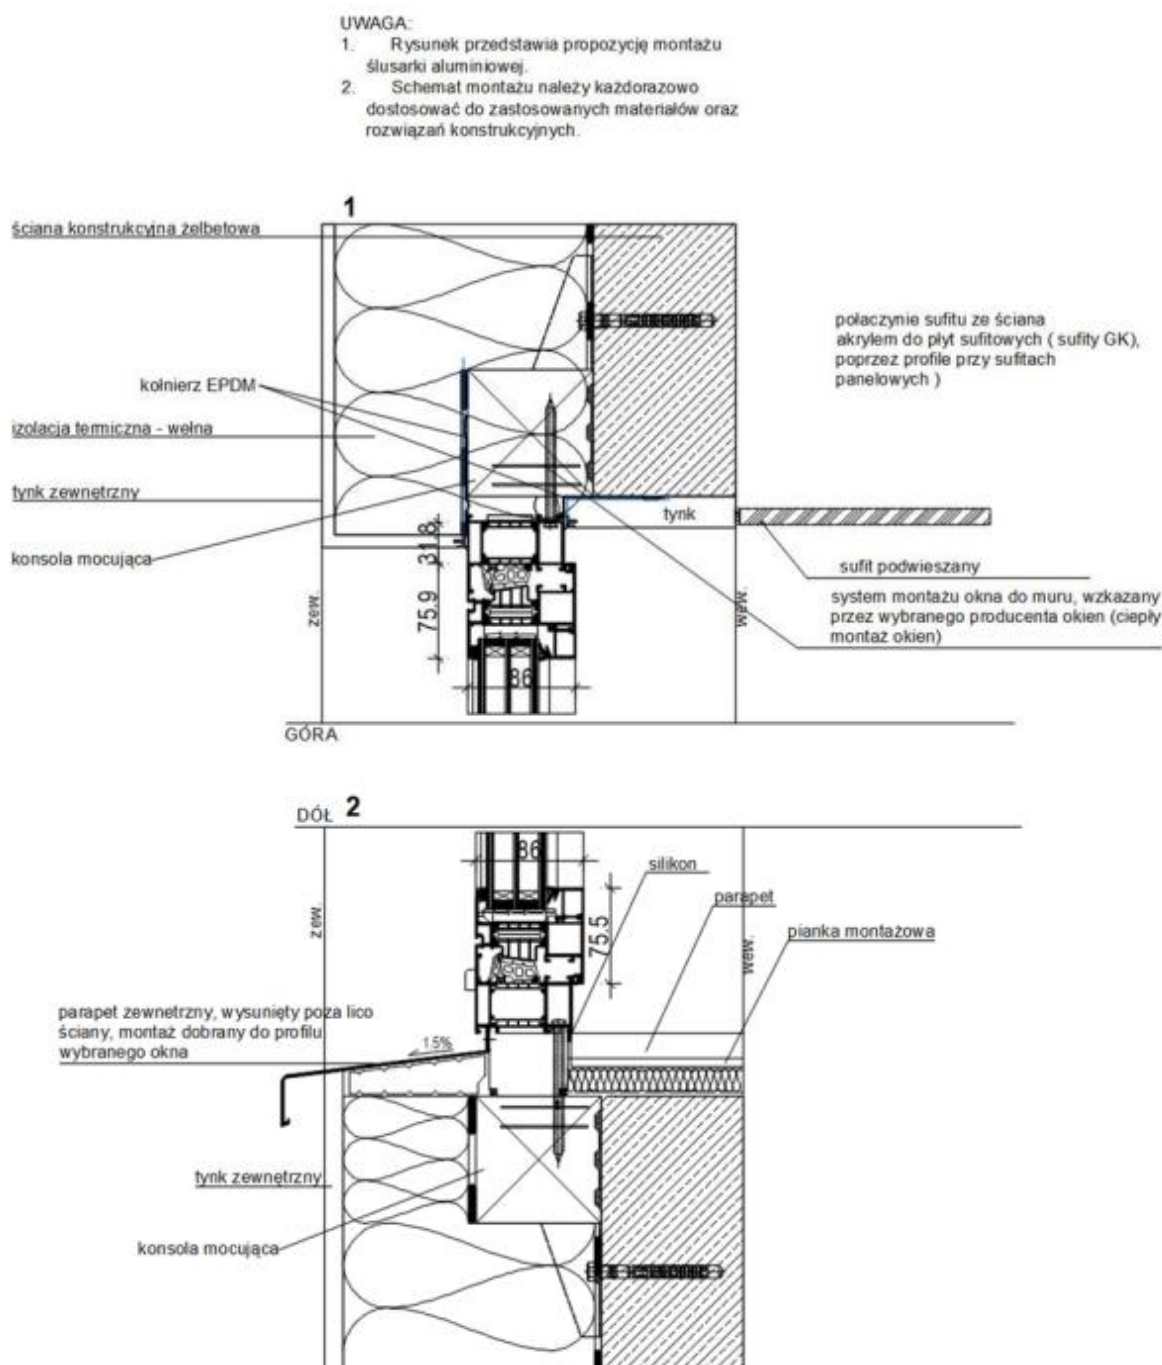 UWAGA:
1. Rysunek przedstawia propozycję montażu
ślusarki aluminiowej.
2. Schemat montażu należy każdorazowo
dostosować do zastosowanych materiałów oraz
rozwiązań konstrukcyjnych.
1
ściana konstrukcyjna żelbetowa
połaczynie sufitu ze ściana
akrylem do płyt sufitowych ( sufity GK),
poprzez profile przy sufitach
panelowych )
kołnierz EPDM
izolacja termiczna - wełna
tynk zewnętrzny
tynk
konsola mocująca
31.8
sufit podwieszany
system montażu okna do muru, wzkazany
przez wybranego producenta okien (ciepły
montaż okien)
zew.
75.9
wew.
86
GÓRA
DÓŁ 2
86
silikon
parapet
zew.
75.5
pianka montażowa
wew.
parapet zewnetrzny, wysunięty poza lico
ściany, montaż dobrany do profilu
wybranego okna
1.5%
tynk zewnętrzny
konsola mocująca